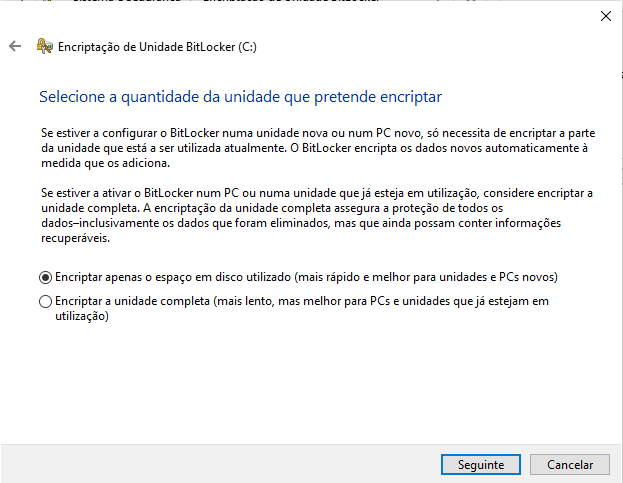 Encriptação de Unidade BitLocker (C:)
Selecione a quantidade da unidade que pretende encriptar
Se estiver a configurar o BitLocker numa unidade nova ou num PC novo, só necessita de encriptar a parte
da unidade que está a ser utilizada atualmente. O BitLocker encripta os dados novos automaticamente à
medida que os adiciona.
Se estiver a ativar o BitLocker num PC ou numa unidade que já esteja em utilização, considere encriptar a
unidade completa. A encriptação da unidade completa assegura a proteção de todos os
dados–inclusivamente os dados que foram eliminados, mas que ainda possam conter informações
recuperáveis.
Encriptar apenas o espaço em disco utilizado (mais rápido e melhor para unidades e PCs novos)
Encriptar a unidade completa (mais lento, mas melhor para PCs e unidades que já estejam em
utilização)
Seguinte
Cancelar